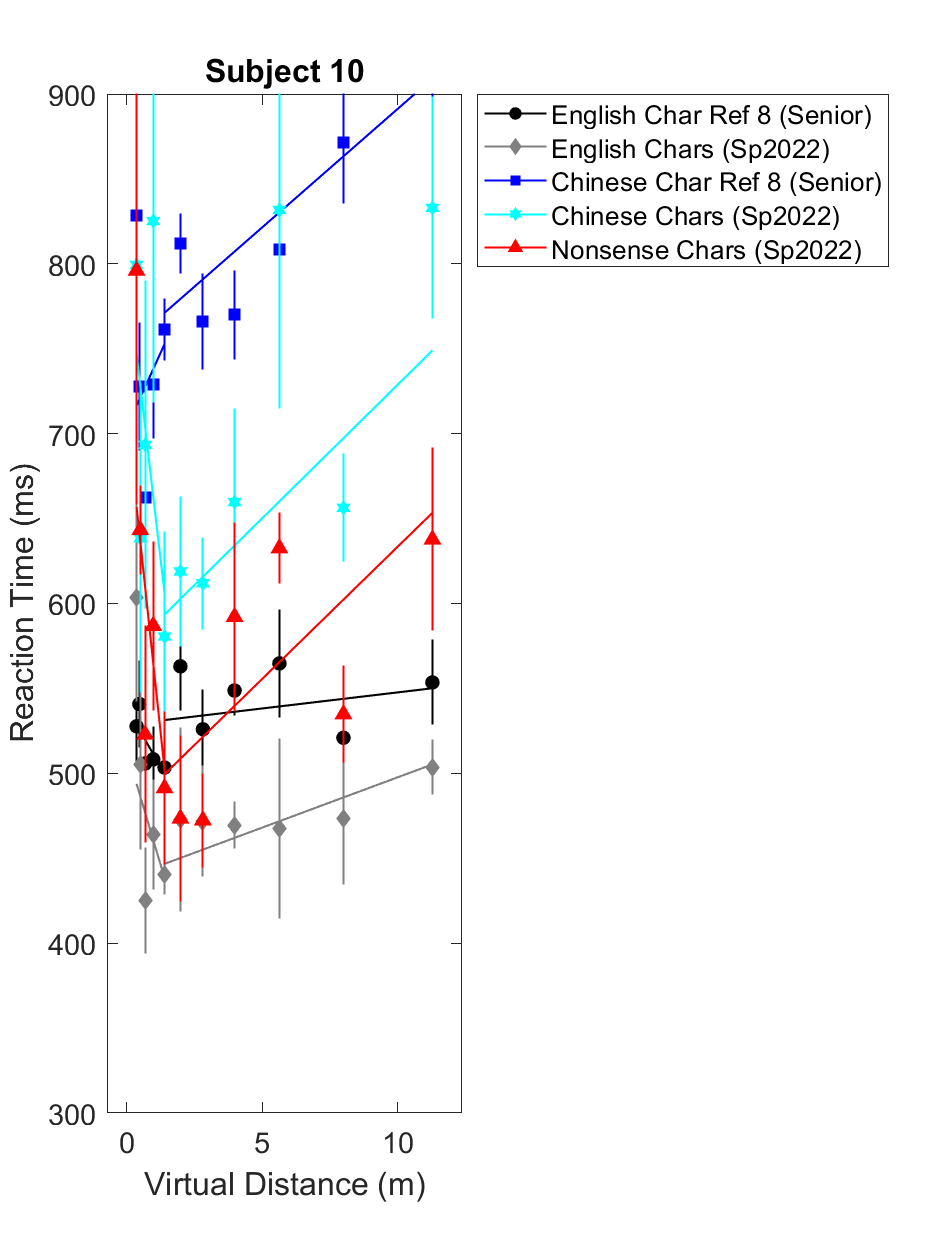 Subject 10
900
800
700
600
500
400
300
0
5
10
Reaction Time (ms)
Virtual Distance (m)
English Char Ref 8 (Senior)
English Chars (Sp2022)
Chinese Char Ref 8 (Senior)
Chinese Chars (Sp2022)
Nonsense Chars (Sp2022)